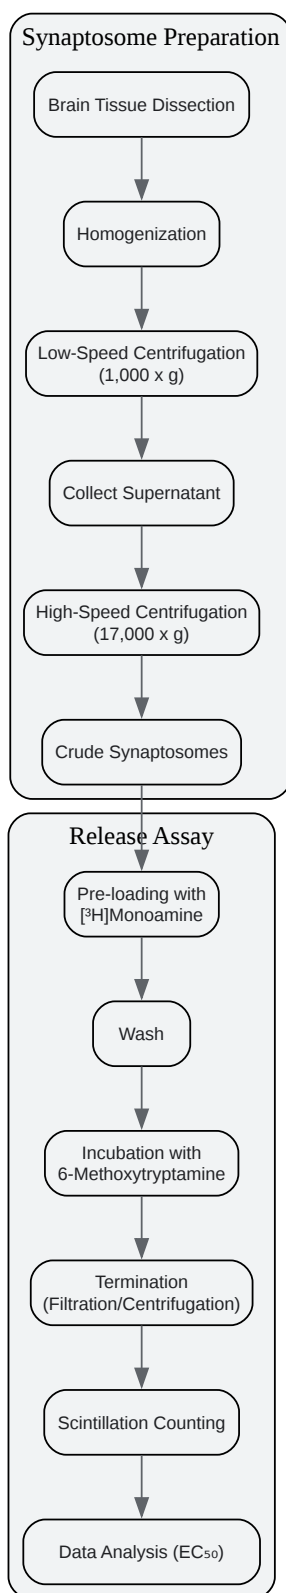 Synaptosome Preparation
Brain Tissue Dissection
Homogenization
Low-Speed Centrifugation
(1,000 x g)
Collect Supernatant
High-Speed Centrifugation
(17,000 x g)
Crude Synaptosomes
Release Assay
Pre-loading with
[³H]Monoamine
Wash
Incubation with
6-Methoxytryptamine
Termination
(Filtration/Centrifugation)
Scintillation Counting
Data Analysis (EC₅₀)